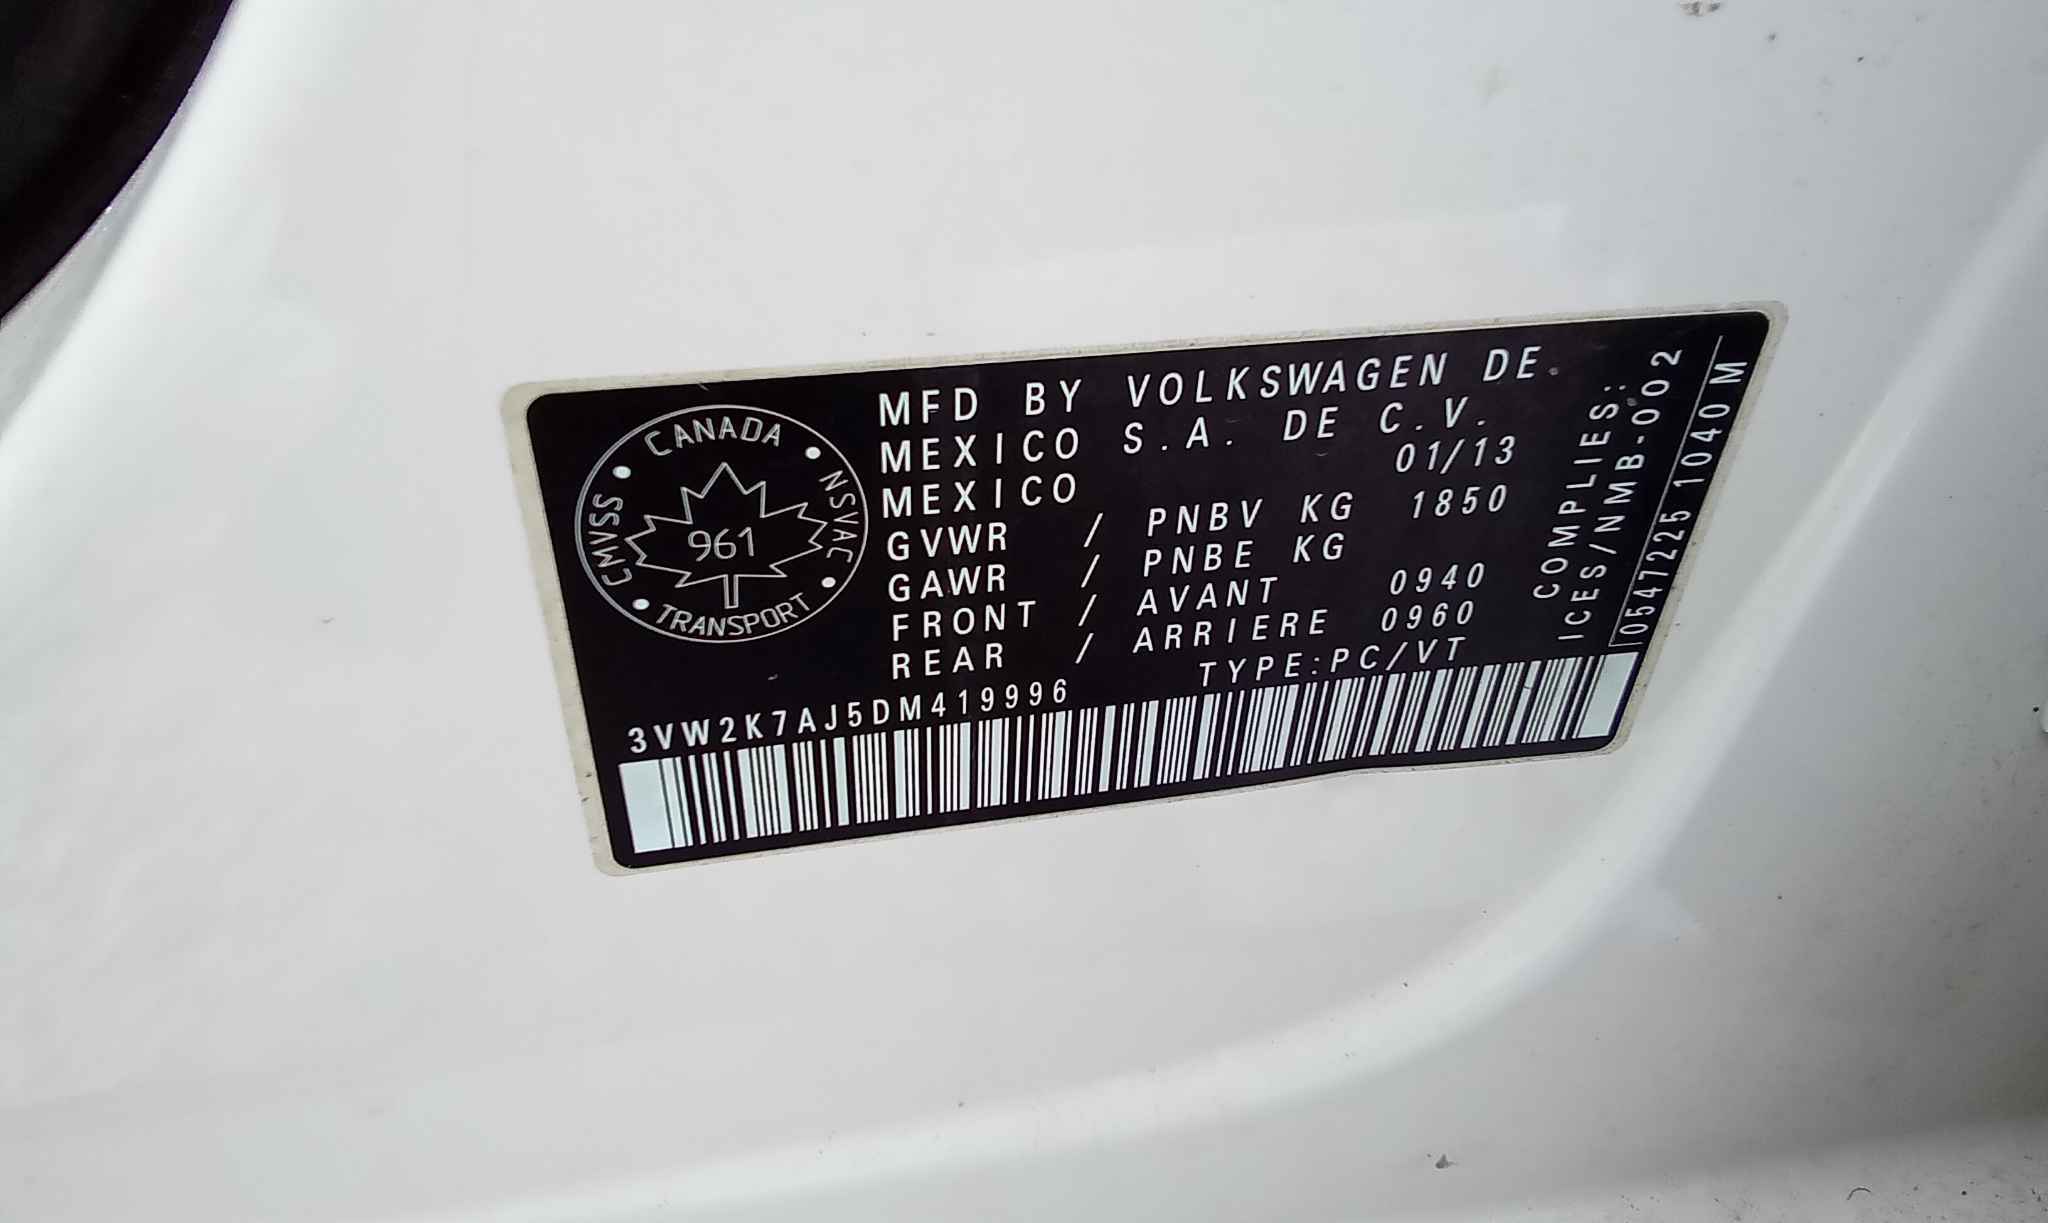 CANADA
NSVAC
TRANSPORT
CMVSS
961
MFD BY VOLKSWAGEN DE.
MEXICO S.A. DE C.V.
MEXICO 01/13
GVWR / PNBV KG 1850
GAWR / PNBE KG
FRONT / AVANT 0940
REAR / ARRIERE 0960
TYPE:PC/VT
3VW2K7AJ5DM419996
COMPLIES:
ICES/NMB-002
0547225 1040 M